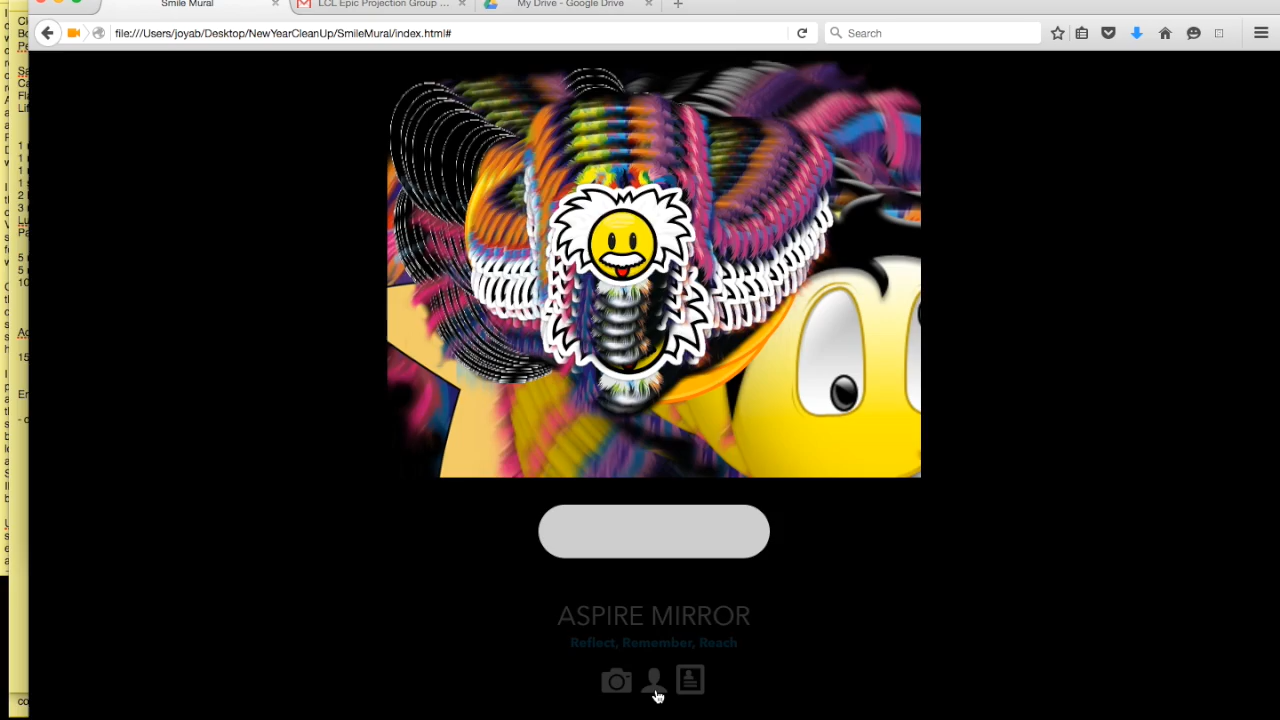 Smile Mural
LCL Epic Projection Group ...
My Drive - Google Drive
file:///Users/joyab/Desktop/NewYearCleanUp/SmileMural/index.html#
Search
ASPIRE MIRROR
Reflect, Remember, Reach